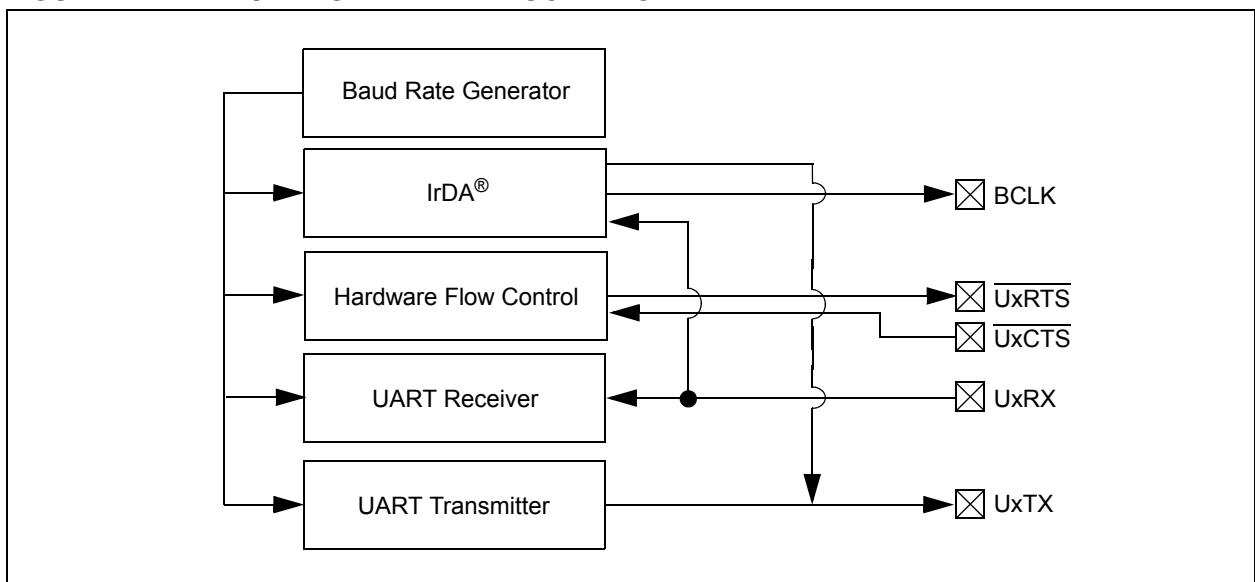 Baud Rate Generator
IrDA®
BCLK
Hardware Flow Control
UxRTS
UxCTS
UART Receiver
UxRX
UART Transmitter
UxTX